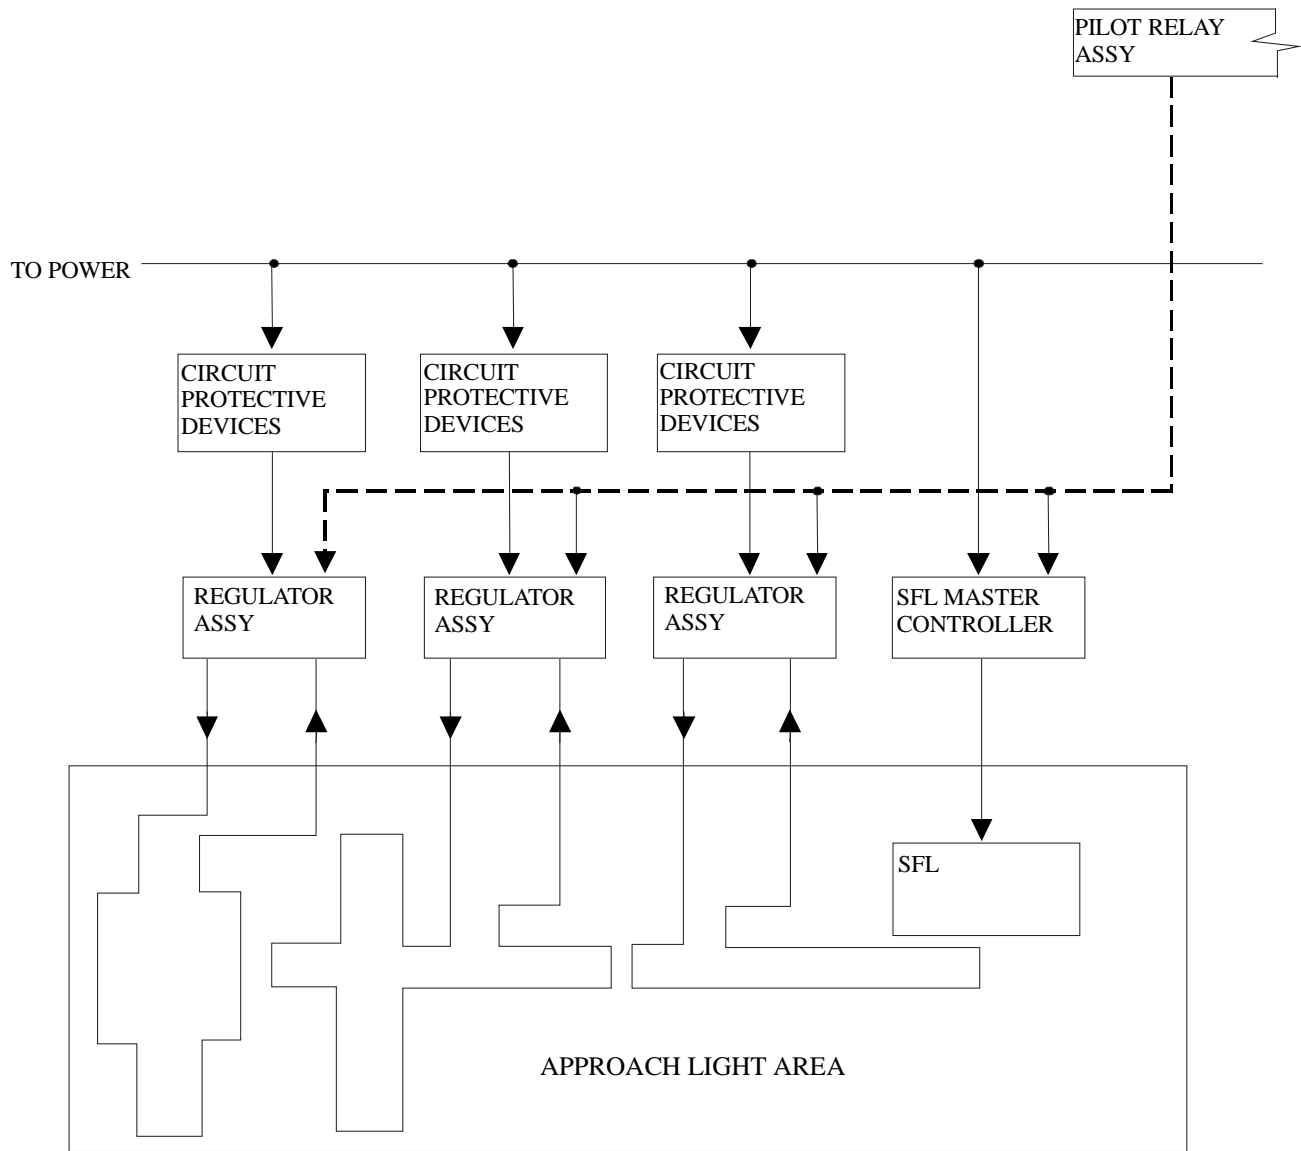 PILOT RELAY
ASSY
TO POWER
CIRCUIT
PROTECTIVE
DEVICES
CIRCUIT
PROTECTIVE
DEVICES
CIRCUIT
PROTECTIVE
DEVICES
REGULATOR
ASSY
REGULATOR
ASSY
REGULATOR
ASSY
SFL MASTER
CONTROLLER
SFL
APPROACH LIGHT AREA